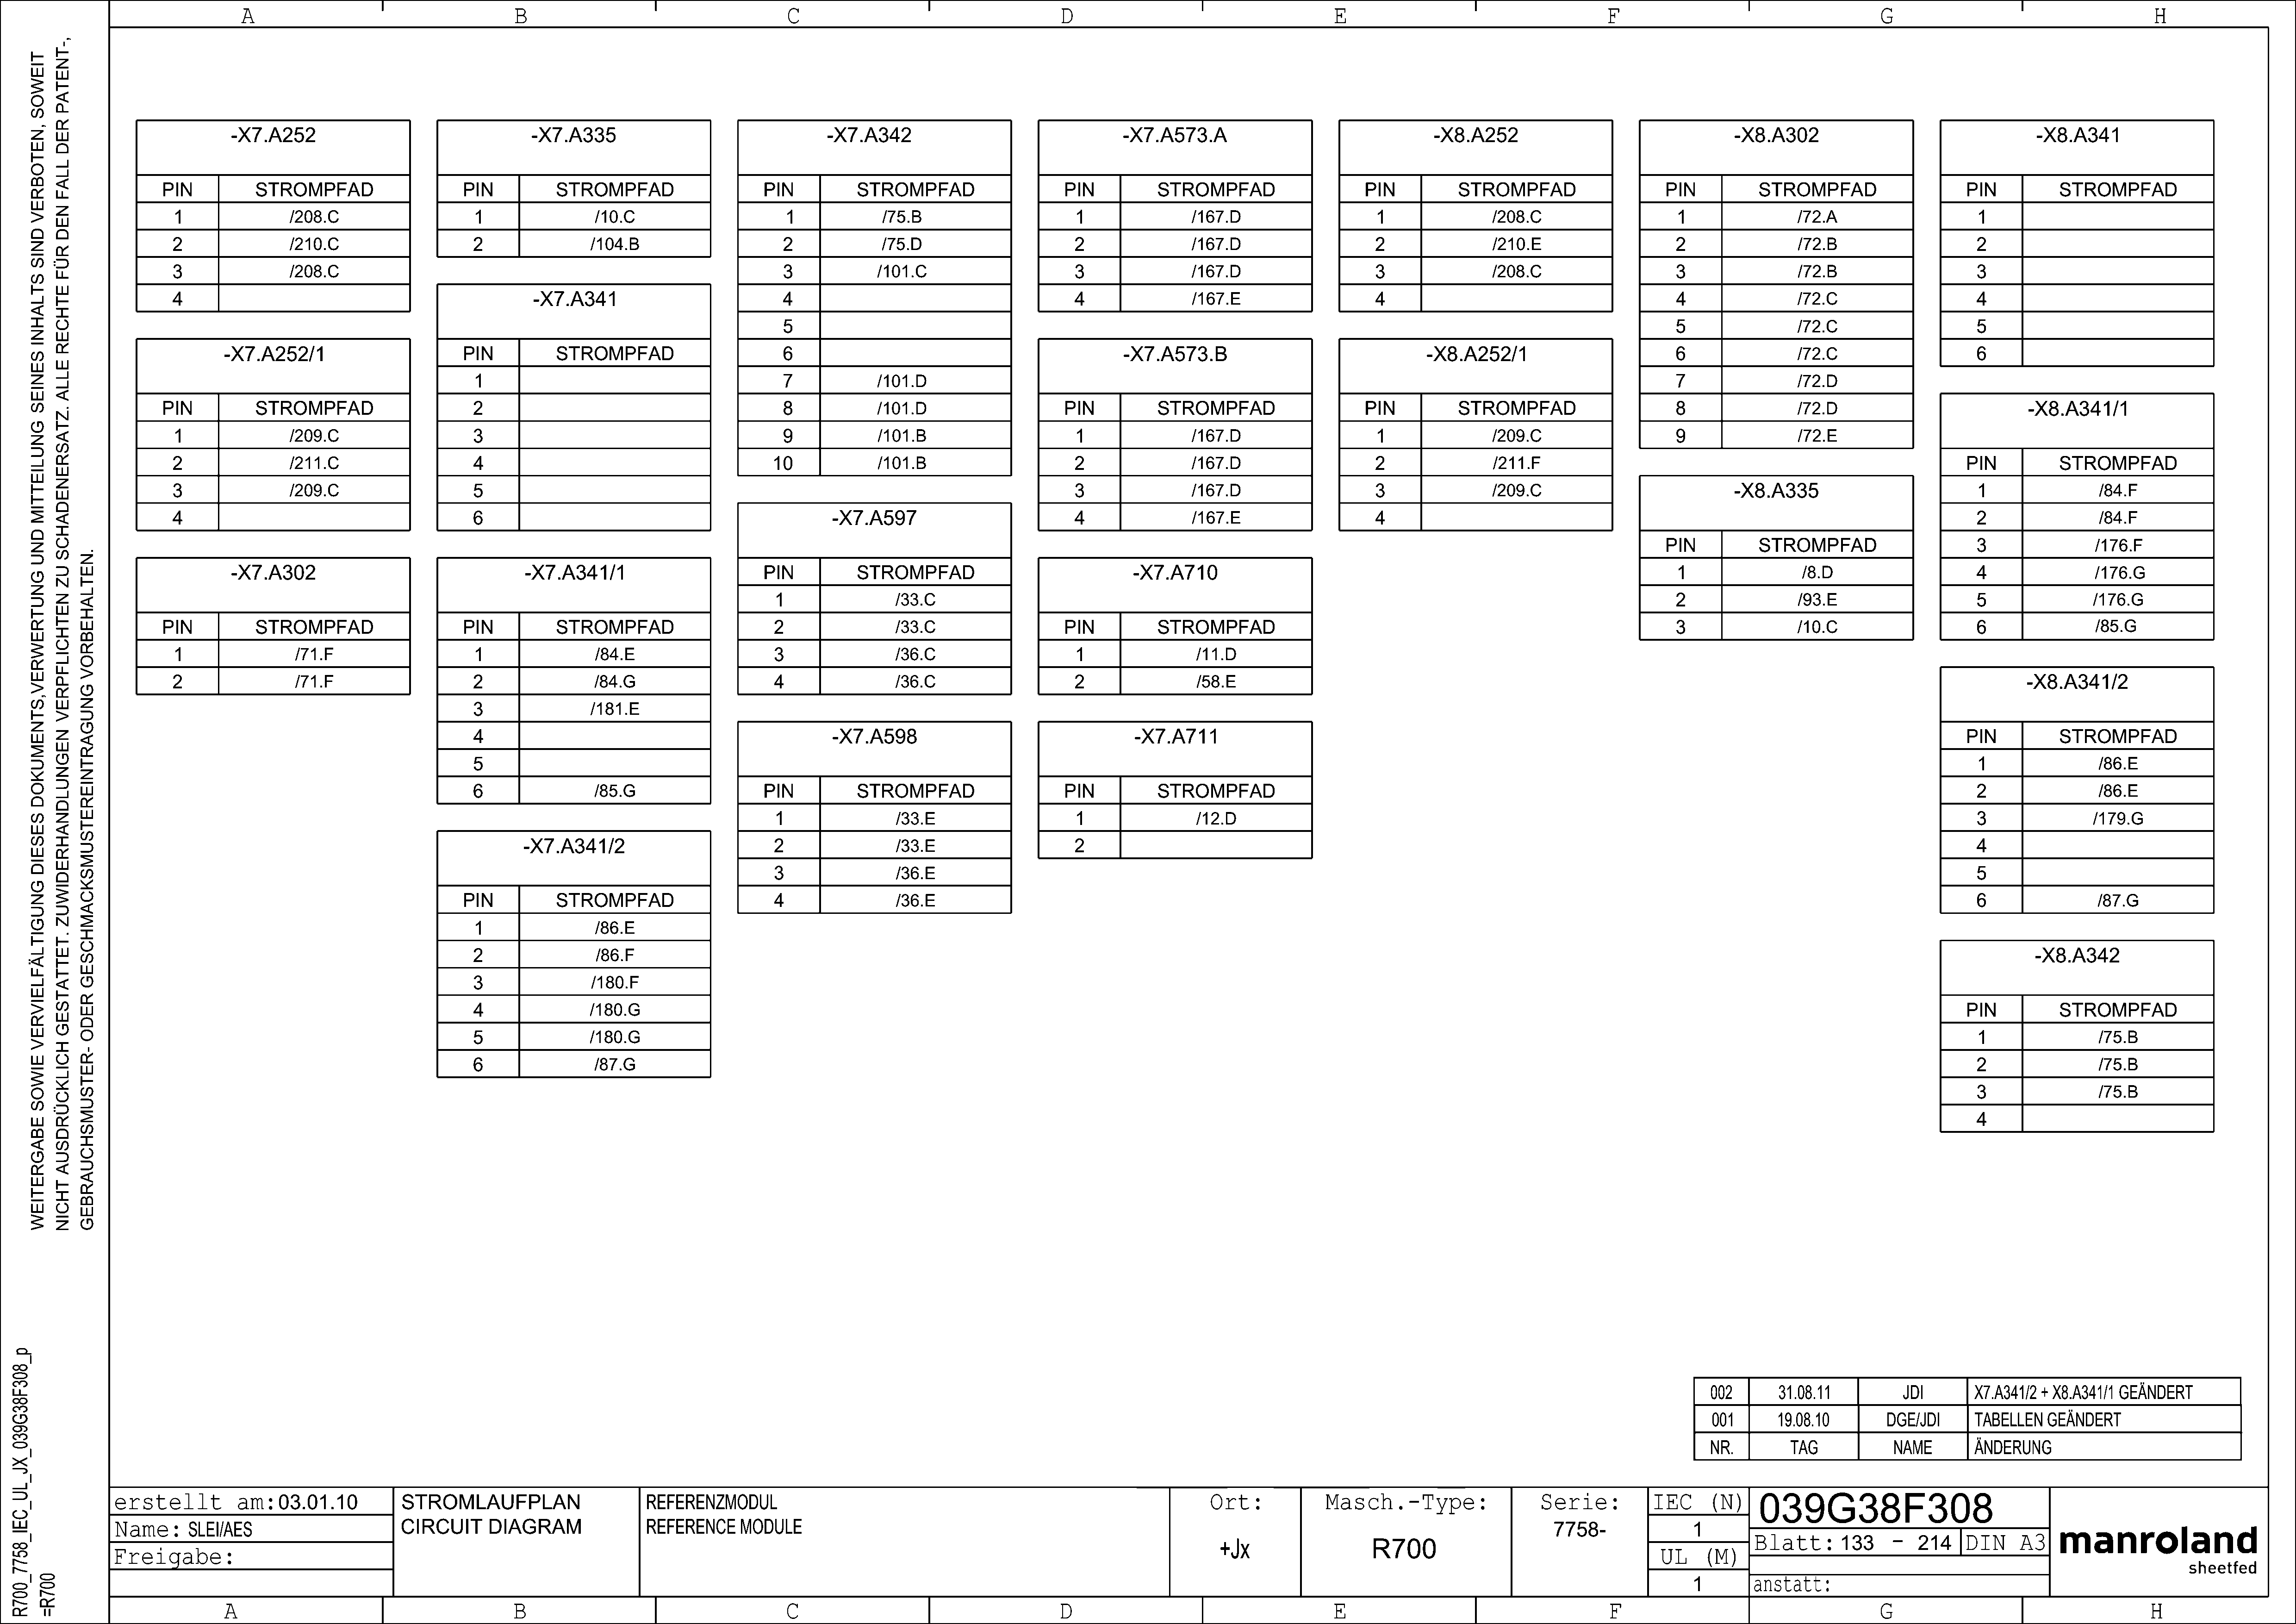 A B C D E F G H
WEITERGABE SOWIE VERVIELFÄLTIGUNG DIESES DOKUMENTS,VERWERTUNG UND MITTEILUNG SEINES INHALTS SIND VERBOTEN, SOWEIT
NICHT AUSDRÜCKLICH GESTATTET. ZUWIDERHANDLUNGEN VERPFLICHTEN ZU SCHADENERSATZ. ALLE RECHTE FÜR DEN FALL DER PATENT-,
GEBRAUCHSMUSTER- ODER GESCHMACKSMUSTEREINTRAGUNG VORBEHALTEN.
-X7.A252
PIN STROMPFAD
1 /208.C
2 /210.C
3 /208.C
4
-X7.A252/1
PIN STROMPFAD
1 /209.C
2 /211.C
3 /209.C
4
-X7.A302
PIN STROMPFAD
1 /71.F
2 /71.F
-X7.A335
PIN STROMPFAD
1 /10.C
2 /104.B
-X7.A341
PIN STROMPFAD
1
2
3
4
5
6
-X7.A341/1
PIN STROMPFAD
1 /84.E
2 /84.G
3 /181.E
4
5
6 /85.G
-X7.A341/2
PIN STROMPFAD
1 /86.E
2 /86.F
3 /180.F
4 /180.G
5 /180.G
6 /87.G
-X7.A342
PIN STROMPFAD
1 /75.B
2 /75.D
3 /101.C
4
5
6
7 /101.D
8 /101.D
9 /101.B
10 /101.B
-X7.A597
PIN STROMPFAD
1 /33.C
2 /33.C
3 /36.C
4 /36.C
-X7.A598
PIN STROMPFAD
1 /33.E
2 /33.E
3 /36.E
4 /36.E
-X7.A573.A
PIN STROMPFAD
1 /167.D
2 /167.D
3 /167.D
4 /167.E
-X7.A573.B
PIN STROMPFAD
1 /167.D
2 /167.D
3 /167.D
4 /167.E
-X7.A710
PIN STROMPFAD
1 /11.D
2 /58.E
-X7.A711
PIN STROMPFAD
1 /12.D
2
-X8.A252
PIN STROMPFAD
1 /208.C
2 /210.E
3 /208.C
4
-X8.A252/1
PIN STROMPFAD
1 /209.C
2 /211.F
3 /209.C
4
-X8.A302
PIN STROMPFAD
1 /72.A
2 /72.B
3 /72.B
4 /72.C
5 /72.C
6 /72.C
7 /72.D
8 /72.D
9 /72.E
-X8.A335
PIN STROMPFAD
1 /8.D
2 /93.E
3 /10.C
-X8.A341
PIN STROMPFAD
1
2
3
4
5
6
-X8.A341/1
PIN STROMPFAD
1 /84.F
2 /84.F
3 /176.F
4 /176.G
5 /176.G
6 /85.G
-X8.A341/2
PIN STROMPFAD
1 /86.E
2 /86.E
3 /179.G
4
5
6 /87.G
-X8.A342
PIN STROMPFAD
1 /75.B
2 /75.B
3 /75.B
4
002 31.08.11 JDI X7.A341/2 + X8.A341/1 GEÄNDERT
001 19.08.10 DGE/JDI TABELLEN GEÄNDERT
NR. TAG NAME ÄNDERUNG
R700_7758_IEC_UL_JX_039G38F308_p
=R700
erstellt am: 03.01.10
Name: SLEI/AES
Freigabe:
STROMLAUFPLAN
CIRCUIT DIAGRAM
REFERENZMODUL
REFERENCE MODULE
Ort:
+Jx
Masch.-Type:
R700
Serie:
7758-
IEC (N)
1
UL (M)
1
039G38F308
Blatt: 133 - 214 DIN A3
anstatt:
manroland
sheetfed
A B C D E F G H